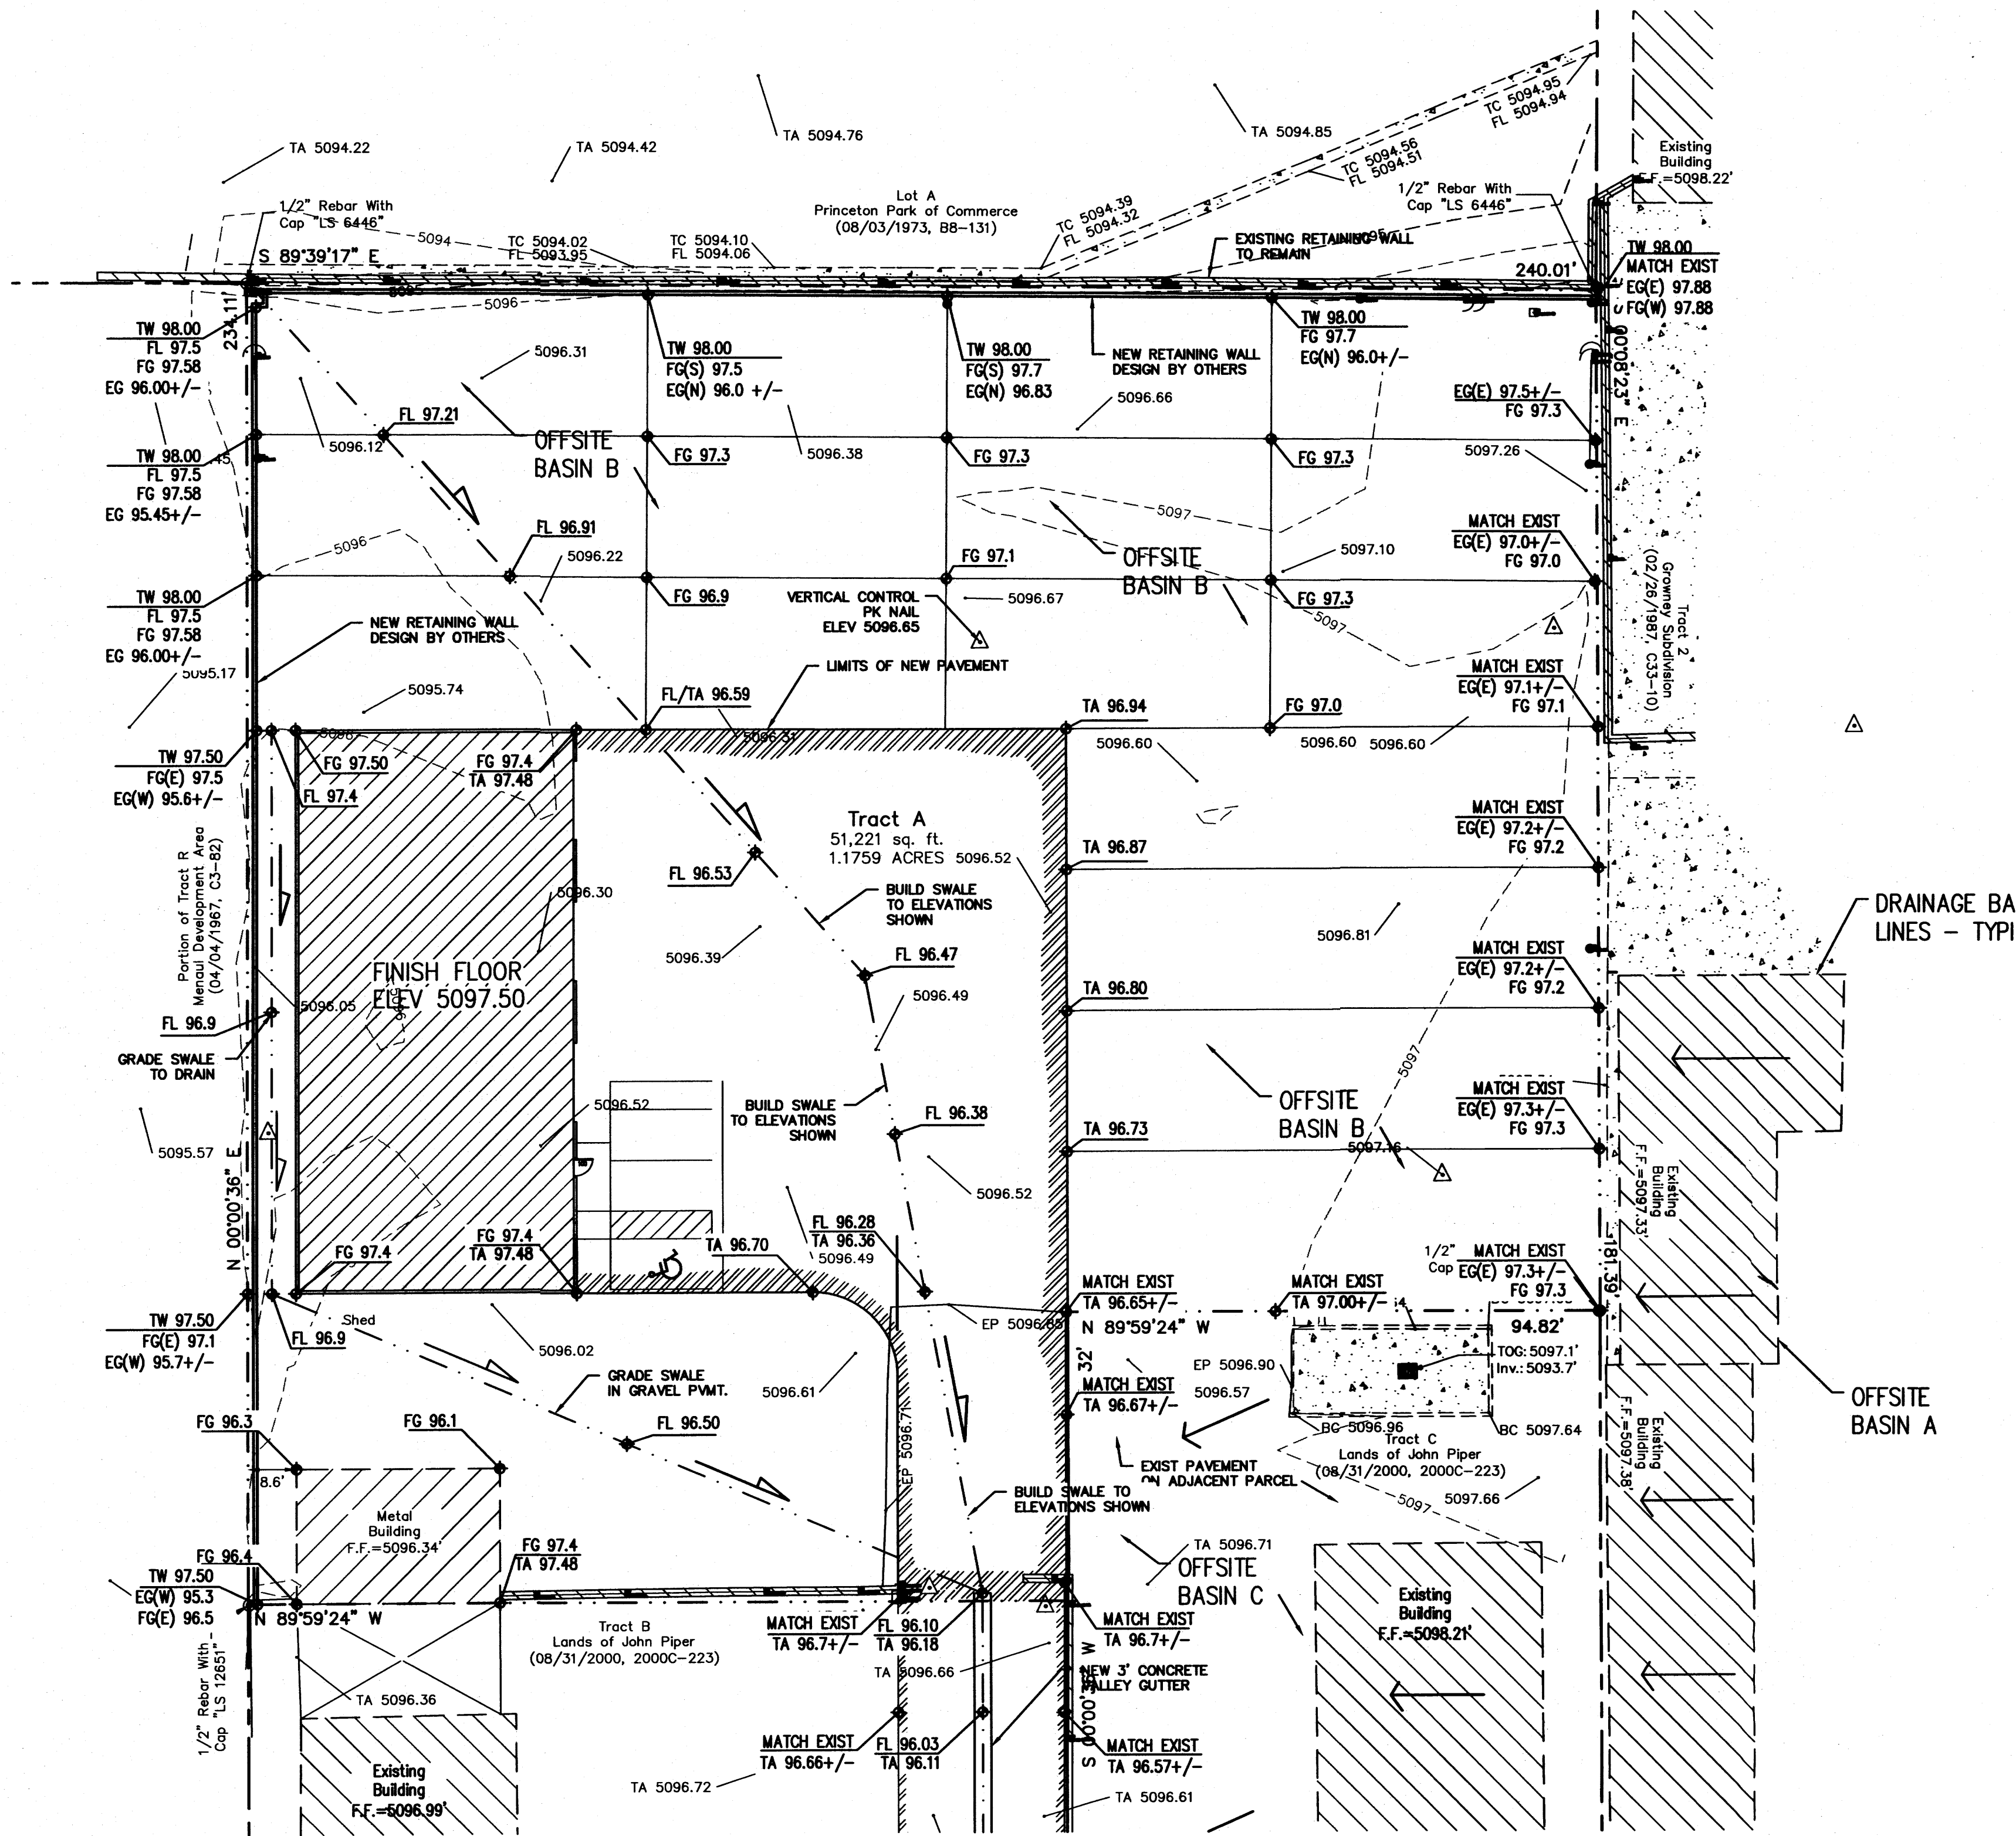 TA 5094.22
TA 5094.42
TA 5094.76
TA 5094.85
TC 5094.95
FL 5094.94
TC 5094.56
FL 5094.51
Existing
Building
F.F.=5098.22'
1/2" Rebar With
Cap "LS 6446"
Lot A
Princeton Park of Commerce
(08/03/1973, B8-131)
TC 5094.39
FL 5094.32
1/2" Rebar With
Cap "LS 6446"
5094
TC 5094.02
FL 5093.95
TC 5094.10
FL 5094.06
EXISTING RETAINING WALL
TO REMAIN
S 89°39'17" E
240.01'
TW 98.00
MATCH EXIST
EG(E) 97.88
FG(W) 97.88
5096
234.11'
TW 98.00
FL 97.5
FG 97.58
EG 96.00+/-
5096.31
TW 98.00
FG(S) 97.5
EG(N) 96.0 +/-
TW 98.00
FG(S) 97.7
EG(N) 96.83
NEW RETAINING WALL
DESIGN BY OTHERS
TW 98.00
FG 97.7
EG(N) 96.0+/-
EG(E) 97.5+/-
FG 97.3
FL 97.21
5096.12
OFFSITE
BASIN B
5096.38
5096.66
FG 97.3
FG 97.3
FG 97.3
5097.26
TW 98.00
FL 97.5
FG 97.58
EG 95.45+/-
5096
FL 96.91
5096.22
5097
OFFSITE
BASIN B
5097.10
MATCH EXIST
EG(E) 97.0+/-
FG 97.0
FG 97.1
FG 96.9
FG 97.3
5096.67
VERTICAL CONTROL
PK NAIL
ELEV 5096.65
5097
Tract 2
Growney Subdivision
(02/26/1987, C33-10)
TW 98.00
FL 97.5
FG 97.58
EG 96.00+/-
5095.17
NEW RETAINING WALL
DESIGN BY OTHERS
LIMITS OF NEW PAVEMENT
5095.74
FL/TA 96.59
TA 96.94
FG 97.0
MATCH EXIST
EG(E) 97.1+/-
FG 97.1
5096.60
5096.60
5096.60
5096.51
TW 97.50
FG(E) 97.5
EG(W) 95.6+/-
FG 97.50
FL 97.4
FG 97.4
TA 97.48
Tract A
51,221 sq. ft.
1.1759 ACRES
5096.52
FL 96.53
TA 96.87
MATCH EXIST
EG(E) 97.2+/-
FG 97.2
Portion of Tract R
Menaul Development Area
(04/04/1967, C3-82)
5096.30
BUILD SWALE
TO ELEVATIONS
SHOWN
5096.39
FL 96.47
5096.81
MATCH EXIST
EG(E) 97.2+/-
FG 97.2
DRAINAGE BA
LINES - TYPI
FINISH FLOOR
ELEV 5097.50
5096.05
5096.49
TA 96.80
FL 96.9
GRADE SWALE
TO DRAIN
5097
5096.52
BUILD SWALE
TO ELEVATIONS
SHOWN
FL 96.38
TA 96.73
OFFSITE
BASIN B
5097.16
MATCH EXIST
EG(E) 97.3+/-
FG 97.3
5095.57
N 00°00'36" E
5096.52
Existing
Building
F.F.=5097.33'
FG 97.4
FG 97.4
TA 97.48
TA 96.70
FL 96.28
TA 96.36
5096.49
MATCH EXIST
TA 96.65+/-
MATCH EXIST
TA 97.00+/-
1/2"
Cap
MATCH EXIST
EG(E) 97.3+/-
FG 97.3
181.39'
TW 97.50
FG(E) 97.1
EG(W) 95.7+/-
FL 96.9
Shed
5096.02
EP 5096.85
N 89°59'24" W
94.82'
TOG: 5097.1'
Inv.: 5093.7'
EP 5096.90
32'
GRADE SWALE
IN GRAVEL PVMT.
5096.61
MATCH EXIST
TA 96.67+/-
5096.57
BC 5097.64
OFFSITE
BASIN A
FG 96.3
FG 96.1
FL 96.50
EP 5096.71
Tract C
Lands of John Piper
(08/31/2000, 2000C-223)
Existing
Building
F.F.=5097.38'
8.6'
EXIST PAVEMENT
ON ADJACENT PARCEL
5097
5097.66
BUILD SWALE TO
ELEVATIONS SHOWN
Metal
Building
F.F.=5096.34'
FG 96.4
FG 97.4
TA 97.48
TW 97.50
EG(W) 95.3
FG(E) 96.5
TA 5096.71
OFFSITE
BASIN C
Existing
Building
F.F.=5098.21'
N 89°59'24" W
Tract B
Lands of John Piper
(08/31/2000, 2000C-223)
MATCH EXIST
TA 96.7+/-
FL 96.10
TA 96.18
MATCH EXIST
TA 96.7+/-
TA 5096.66
NEW 3' CONCRETE
VALLEY GUTTER
1/2" Rebar With
Cap "LS 12651"
TA 5096.36
MATCH EXIST
TA 96.66+/-
FL 96.03
TA 96.11
MATCH EXIST
TA 96.57+/-
Existing
Building
F.F.=5096.99'
TA 5096.72
TA 5096.61